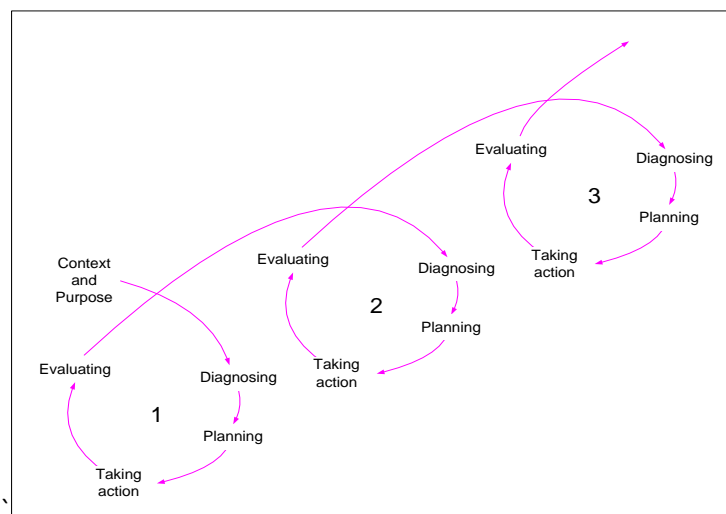 Evaluating
Diagnosing
3
Planning
Taking
action
Evaluating
Diagnosing
2
Planning
Taking
action
Context
and
Purpose
Evaluating
Diagnosing
1
Planning
Taking
action
`